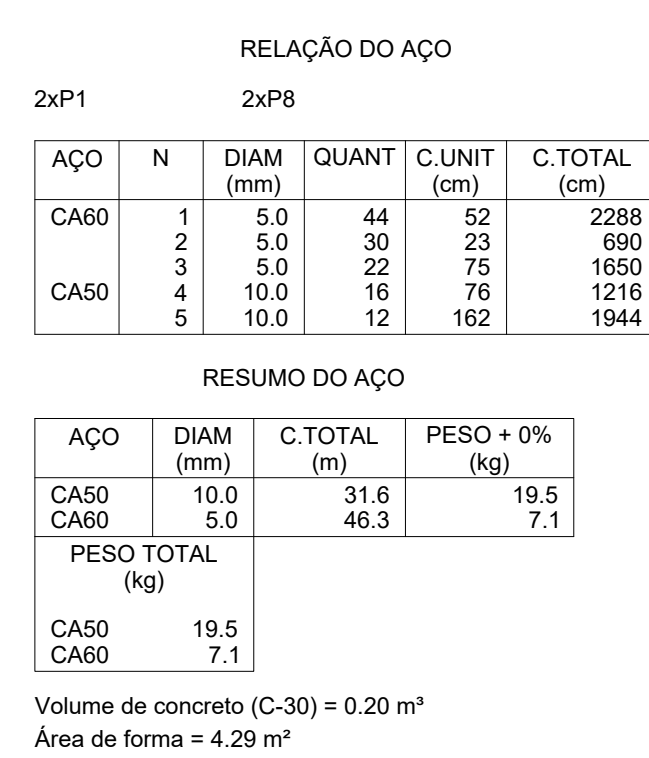 RELAÇÃO DO AÇO
2xP1 2xP8
AÇO N DIAM QUANT C.UNIT C.TOTAL
(mm) (cm) (cm)
CA60 1 5.0 44 52 2288
2 5.0 30 23 690
3 5.0 22 75 1650
CA50 4 10.0 16 76 1216
5 10.0 12 162 1944
RESUMO DO AÇO
AÇO DIAM C.TOTAL PESO + 0%
(mm) (m) (kg)
CA50 10.0 31.6 19.5
CA60 5.0 46.3 7.1
PESO TOTAL
(kg)
CA50 19.5
CA60 7.1
Volume de concreto (C-30) = 0.20 m³
Área de forma = 4.29 m²